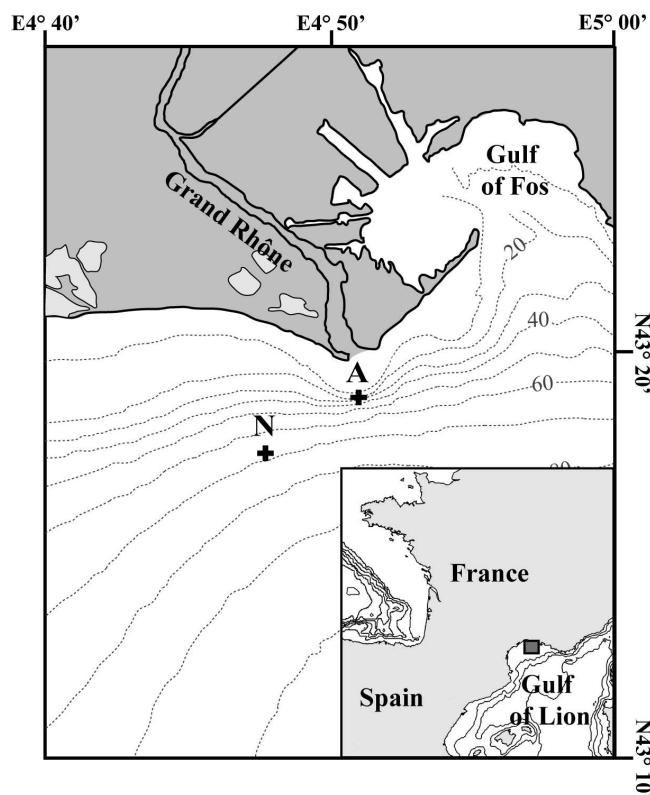 E4° 40'
E4° 50'
E5° 00'
Gulf
of Fos
Grand Rhône
20
40
N43° 20'
A
60
N
France
Spain
Gulf
of Lion
N43° 10'